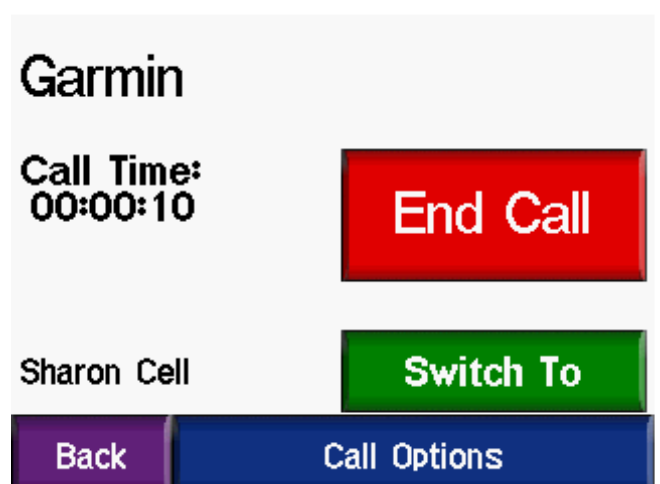 Garmin
Call Time:
00:00:10
End Call
Sharon Cell
Switch To
Back
Call Options